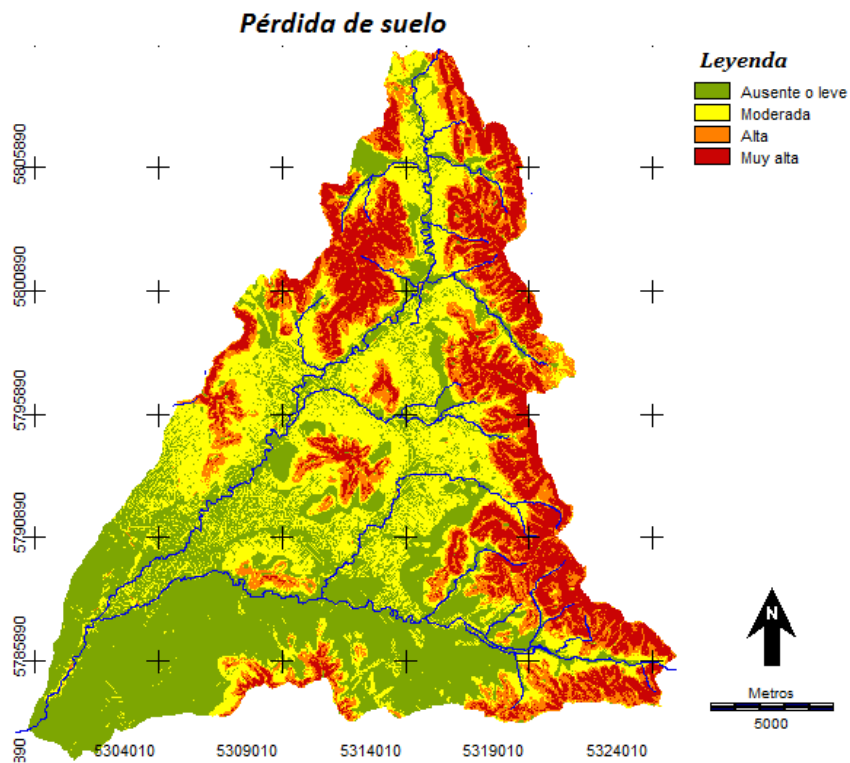 Pérdida de suelo
Leyenda
Ausente o leve
Moderada
Alta
Muy alta
5805890
5800890
5795890
5790890
5785890
390
5304010
5309010
5314010
5319010
5324010
N
Metros
5000